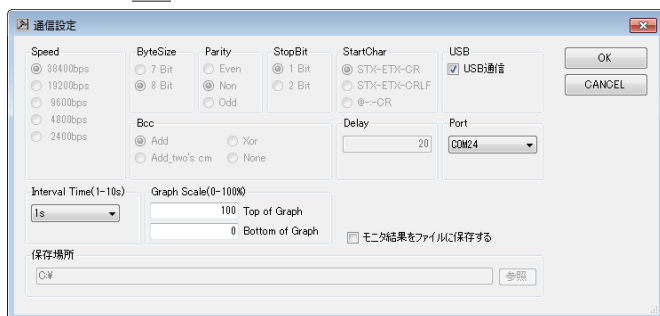 通信設定
Speed
38400bps
19200bps
9600bps
4800bps
2400bps
ByteSize
7 Bit
8 Bit
Parity
Even
Non
Odd
StopBit
1 Bit
2 Bit
StartChar
STX-ETX-CR
STX-ETX-CRLF
@-:-CR
USB
USB通信
OK
CANCEL
Bcc
Add
Xor
Add_two's cm
None
Delay
20
Port
COM24
Interval Time(1-10s)
1s
Graph Scale(0-100%)
100 Top of Graph
0 Bottom of Graph
モニタ結果をファイルに保存する
保存場所
C:¥
参照